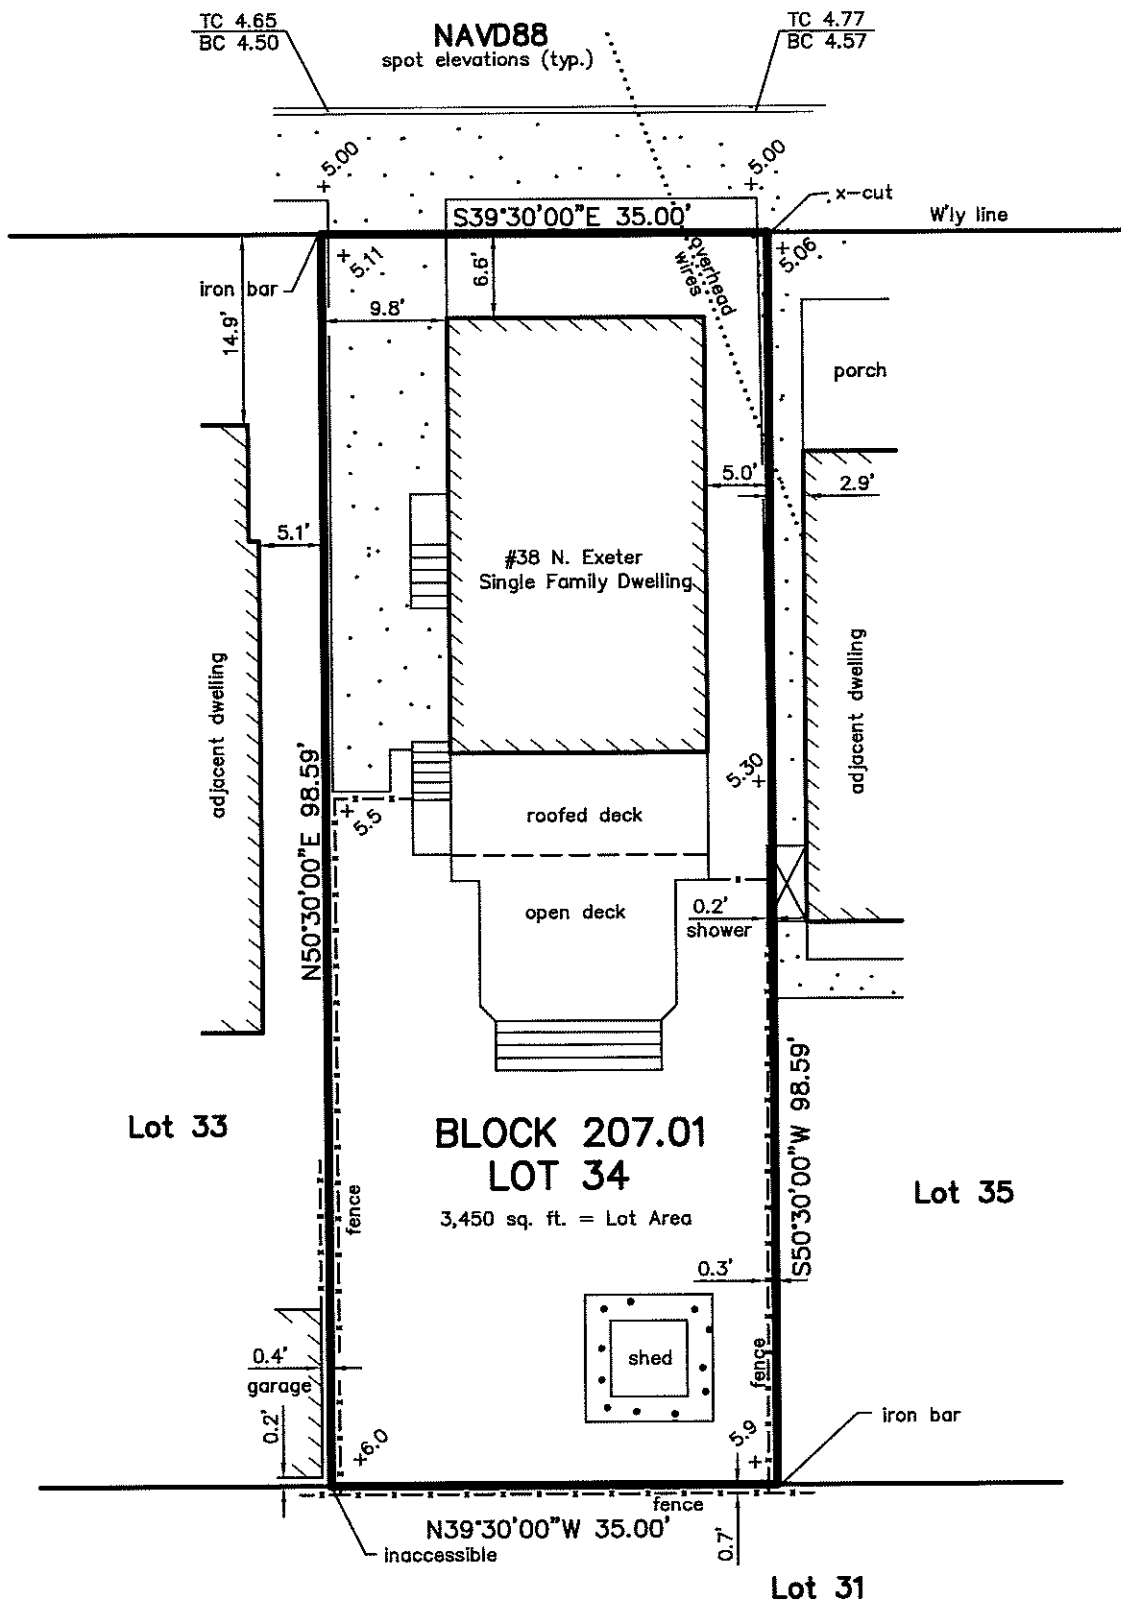 TC 4.65
BC 4.50
NAVD88
spot elevations (typ.)
TC 4.77
BC 4.57
5.00
5.00
x-cut
S39°30'00"E 35.00'
W'ly line
5.11
5.06
iron bar
6.6'
overhead
wires
14.9'
9.8'
porch
5.0'
2.9'
5.1'
#38 N. Exeter
Single Family Dwelling
adjacent dwelling
adjacent dwelling
N50°30'00"E 98.59'
5.30
5.5
roofed deck
open deck
0.2'
shower
S50°30'00"W 98.59'
Lot 33
BLOCK 207.01
LOT 34
3,450 sq. ft. = Lot Area
Lot 35
fence
0.3'
shed
fence
0.4'
garage
0.2'
6.0
5.9
iron bar
fence
N39°30'00"W 35.00'
0.7'
inaccessible
Lot 31